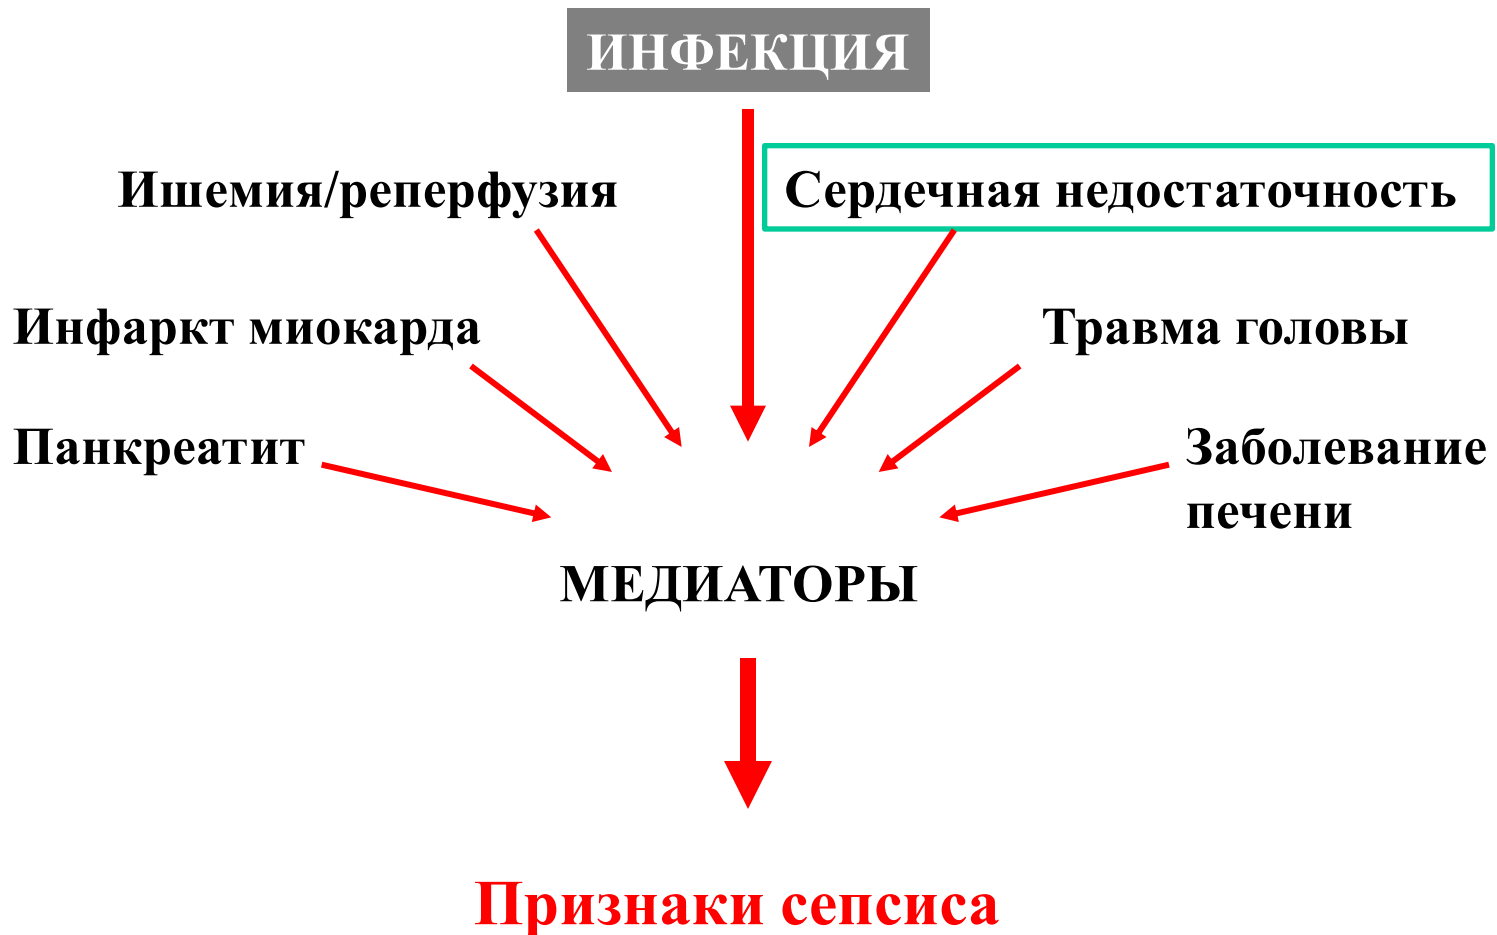 ИНФЕКЦИЯ
Ишемия/реперфузия
Сердечная недостаточность
Инфаркт миокарда
Травма головы
Панкреатит
Заболевание
печени
МЕДИАТОРЫ
Признаки сепсиса